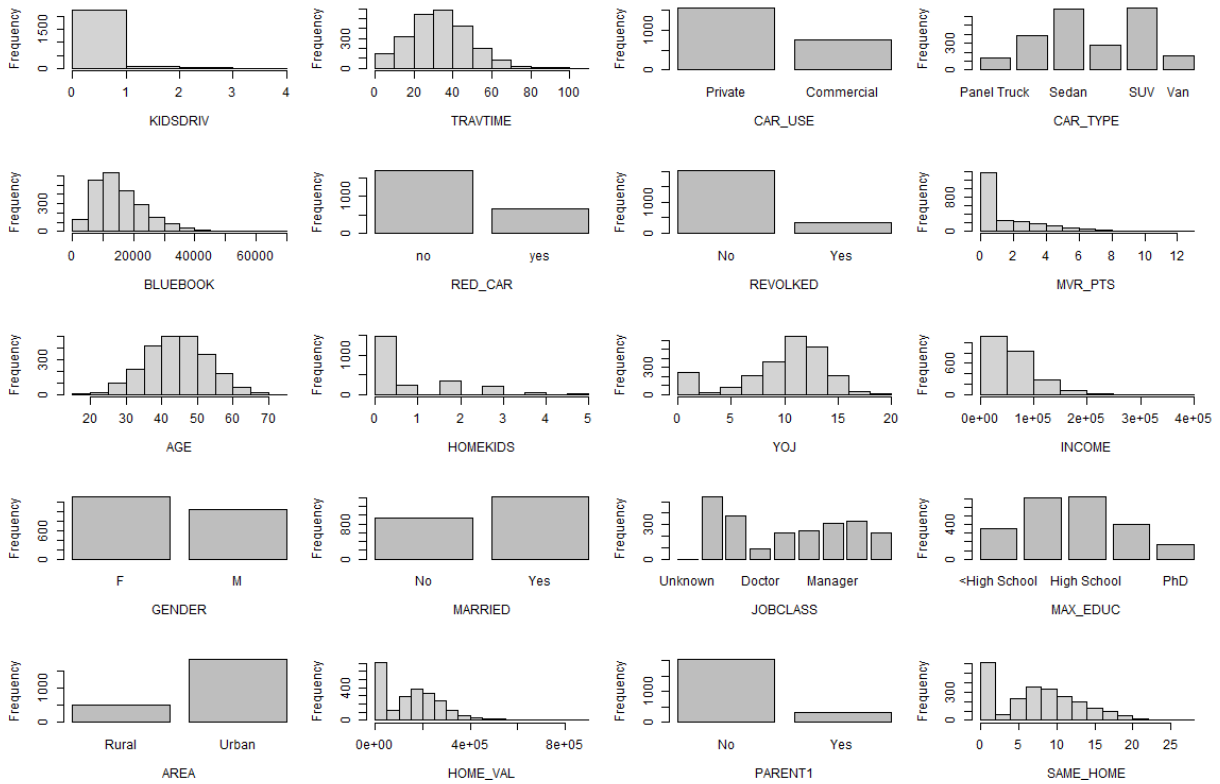 Frequency
0 1500
0 1 2 3 4
KIDSDRIV
Frequency
0 300
0 20 40 60 80 100
TRAVTIME
Frequency
0 1000
Private Commercial
CAR_USE
Frequency
0 300
Panel Truck Sedan SUV Van
CAR_TYPE
Frequency
0 300
0 20000 60000
BLUEBOOK
Frequency
0 1000
no yes
RED_CAR
Frequency
0 1000
No Yes
REVOLKED
Frequency
0 800
0 2 4 6 8 12
MVR_PTS
Frequency
0 300
20 30 40 50 60 70
AGE
Frequency
0 1000
0 1 2 3 4 5
HOMEKIDS
Frequency
0 300
0 5 10 15 20
YOJ
Frequency
0 600
0e+00 1e+05 2e+05 3e+05 4e+05
INCOME
Frequency
0 600
F M
GENDER
Frequency
0 800
No Yes
MARRIED
Frequency
0 300
Unknown Doctor Manager
JOBCLASS
Frequency
0 400
<High School High School PhD
MAX_EDUC
Frequency
0 1000
Rural Urban
AREA
Frequency
0 400
0e+00 4e+05 8e+05
HOME_VAL
Frequency
0 1000
No Yes
PARENT1
Frequency
0 300
0 5 10 15 20 25
SAME_HOME